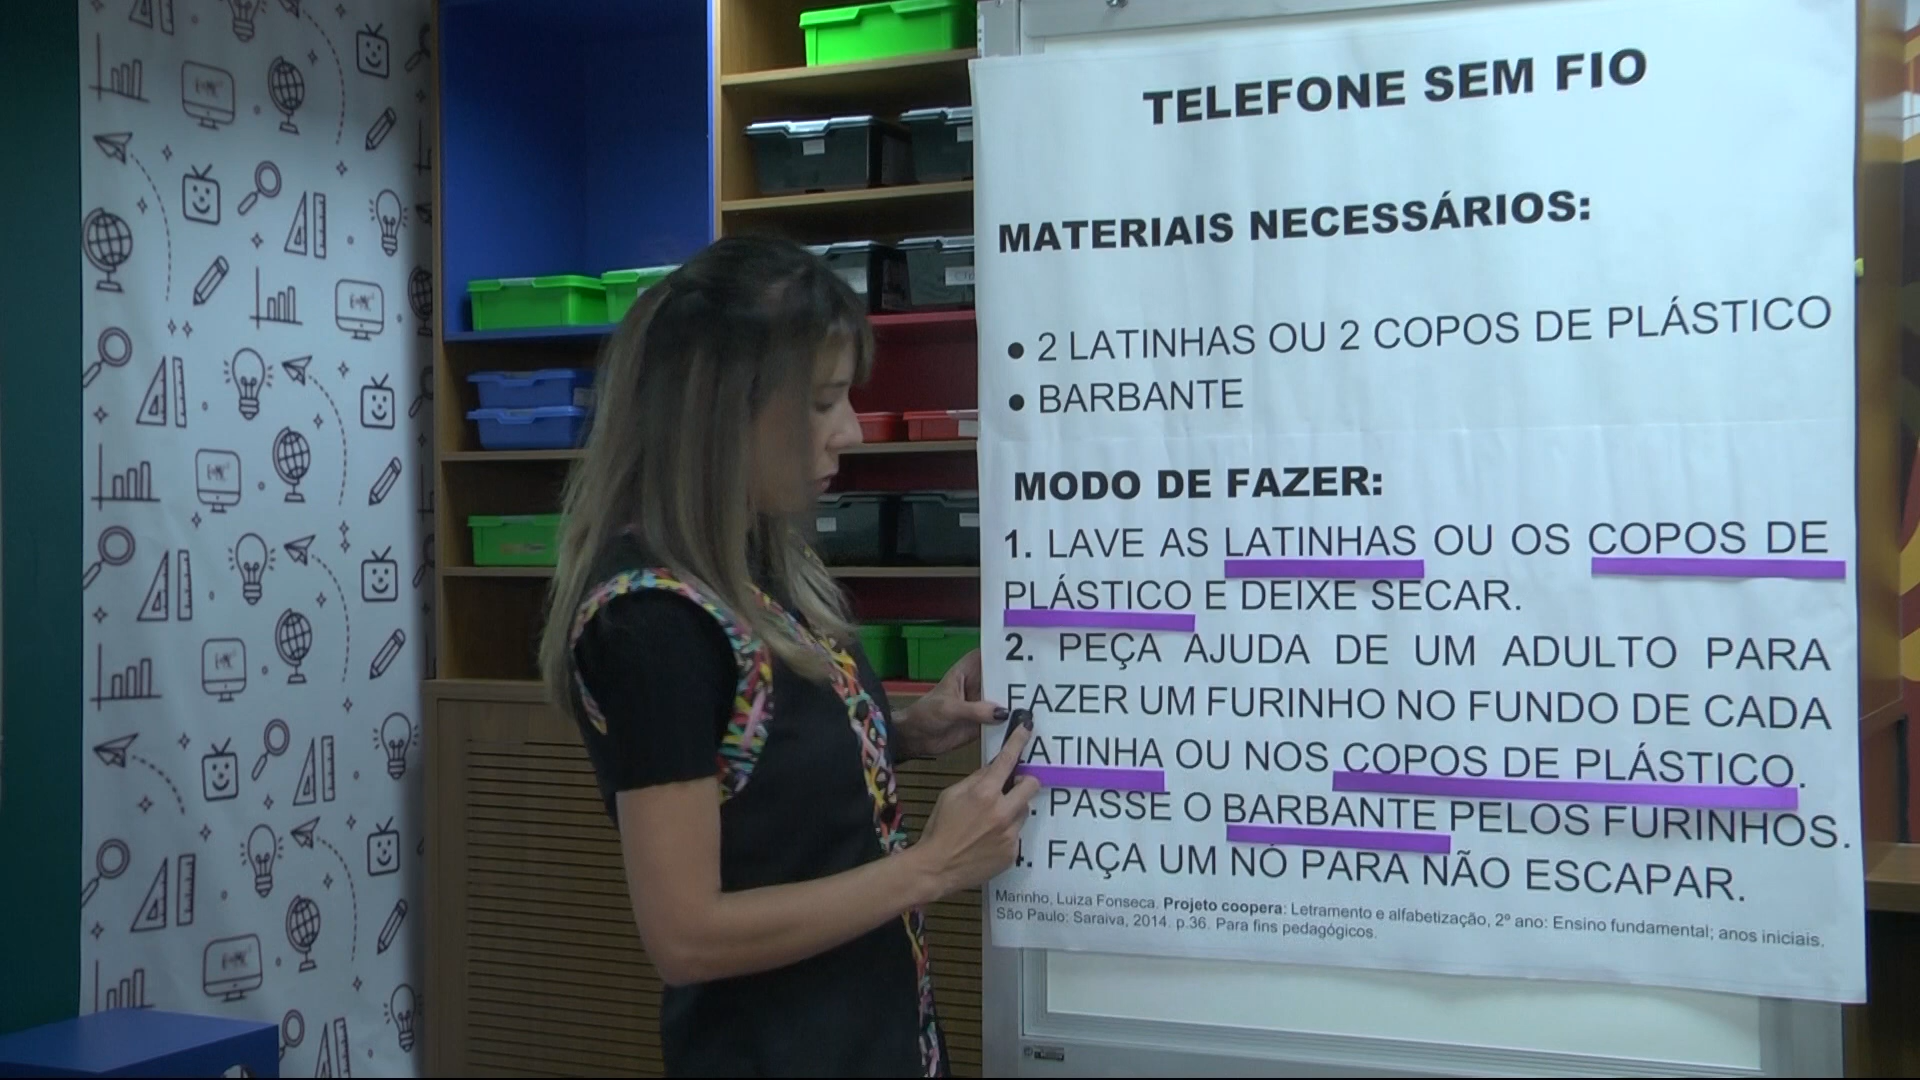 TELEFONE SEM FIO
MATERIAIS NECESSÁRIOS:
● 2 LATINHAS OU 2 COPOS DE PLÁSTICO
● BARBANTE
MODO DE FAZER:
1. LAVE AS LATINHAS OU OS COPOS DE
PLÁSTICO E DEIXE SECAR.
2. PEÇA AJUDA DE UM ADULTO PARA
FAZER UM FURINHO NO FUNDO DE CADA
LATINHA OU NOS COPOS DE PLÁSTICO.
. PASSE O BARBANTE PELOS FURINHOS.
4. FAÇA UM NÓ PARA NÃO ESCAPAR.
Marinho, Luiza Fonseca. Projeto coopera: Letramento e alfabetização, 2º ano: Ensino fundamental; anos iniciais.
São Paulo: Saraiva, 2014. p.36. Para fins pedagógicos.